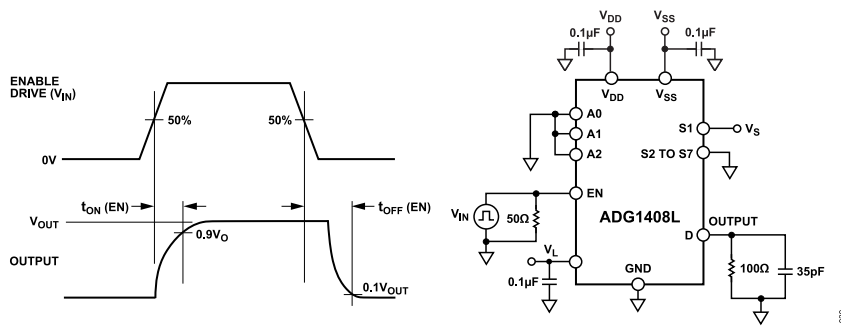 ENABLE
DRIVE (VIN)
50%
50%
0V
tON (EN)
tOFF (EN)
VOUT
0.9VO
OUTPUT
0.1VOUT
VDD
VSS
0.1µF
0.1µF
VDD
VSS
A0
A1
A2
S1
VS
S2 TO S7
EN
VIN
50Ω
ADG1408L
OUTPUT
D
VL
GND
0.1µF
100Ω
35pF